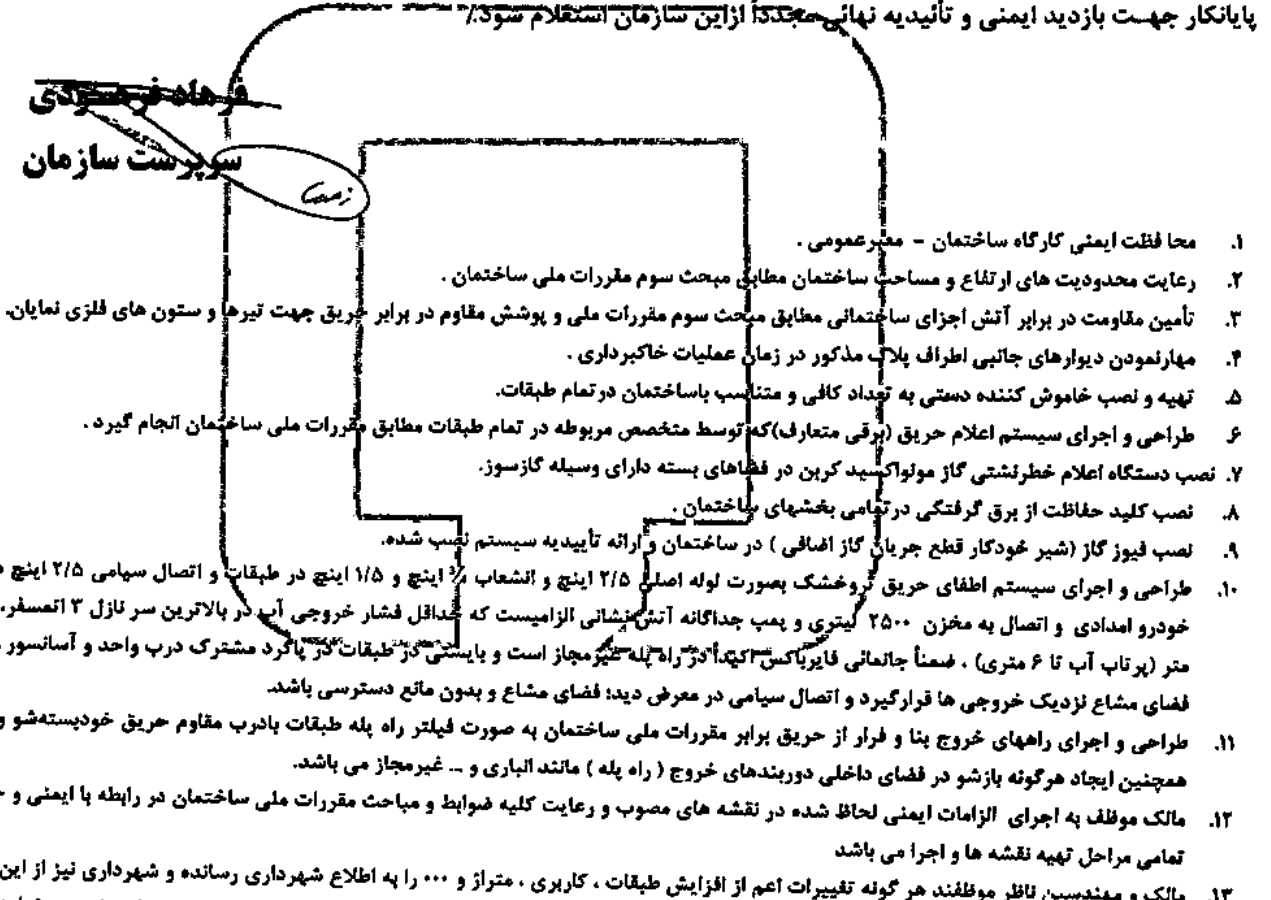 پایانکار جهت بازدید ایمنی و تأئیدیه نهائی مجدداً ازاین سازمان استعلام شود./
فرهاد
سرپرست سازمان
۱. محا فظت ایمنی کارگاه ساختمان - معبرعمومی .
۲. رعایت محدودیت های ارتفاع و مساحت ساختمان مطابق مبحث سوم مقررات ملی ساختمان .
۳. تأمین مقاومت در برابر آتش اجزای ساختمانی مطابق مبحث سوم مقررات ملی و پوشش مقاوم در برابر حریق جهت تیرها و ستون های فلزی نمایان.
۴. مهارنمودن دیوارهای جانبی اطراف پلاک مذکور در زمان عملیات خاکبرداری .
۵. تهیه و نصب خاموش کننده دستی به تعداد کافی و متناسب باساختمان درتمام طبقات.
۶. طراحی و اجرای سیستم اعلام حریق (برقی متعارف)که توسط متخصص مربوطه در تمام طبقات مطابق مقررات ملی ساختمان انجام گیرد .
۷. نصب دستگاه اعلام خطرنشتی گاز مونواکسید کربن در فضاهای بسته دارای وسیله گازسوز.
۸. نصب کلید حفاظت از برق گرفتگی درتمامی بخشهای ساختمان .
۹. نصب فیوز گاز (شیر خودکار قطع جریان گاز اضافی ) در ساختمان و ارائه تأییدیه سیستم نصب شده.
۱۰. طراحی و اجرای سیستم اطفای حریق تروخشک بصورت لوله اصلی ۲/۵ اینچ و انشعاب ¾ اینچ و ۱/۵ اینچ در طبقات و اتصال سیامی ۲/۵ اینچ
خودرو امدادی و اتصال به مخزن ۲۵۰۰ لیتری و پمپ جداگانه آتش نشانی الزامیست که حداقل فشار خروجی آب در بالاترین سر نازل ۳ اتمسفر،
متر (پرتاب آب تا ۶ متری) . ضمناً جانمائی فایرباکس اکیداً در راه پله غیرمجاز است و بایستی در طبقات در پاگرد مشترک درب واحد و آسانسور
فضای مشاع نزدیک خروجی ها قرارگیرد و اتصال سیامی در معرض دید؛ فضای مشاع و بدون مانع دسترسی باشد.
۱۱. طراحی و اجرای راههای خروج بنا و فرار از حریق برابر مقررات ملی ساختمان به صورت فیلتر راه پله طبقات بادرب مقاوم حریق خودبسته‌شو و
همچنین ایجاد هرگونه بازشو در فضای داخلی دوربندهای خروج ( راه پله ) مانند انباری و ... غیرمجاز می باشد.
۱۲. مالک موظف به اجرای الزامات ایمنی لحاظ شده در نقشه های مصوب و رعایت کلیه ضوابط و مباحث مقررات ملی ساختمان در رابطه با ایمنی و
تمامی مراحل تهیه نقشه ها و اجرا می باشد
۱۳. مالک و مهندسین ناظر موظفند هر گونه تغییرات اعم از افزایش طبقات ، کاربری ، متراژ و ... را به اطلاع شهرداری رسانده و شهرداری نیز از این